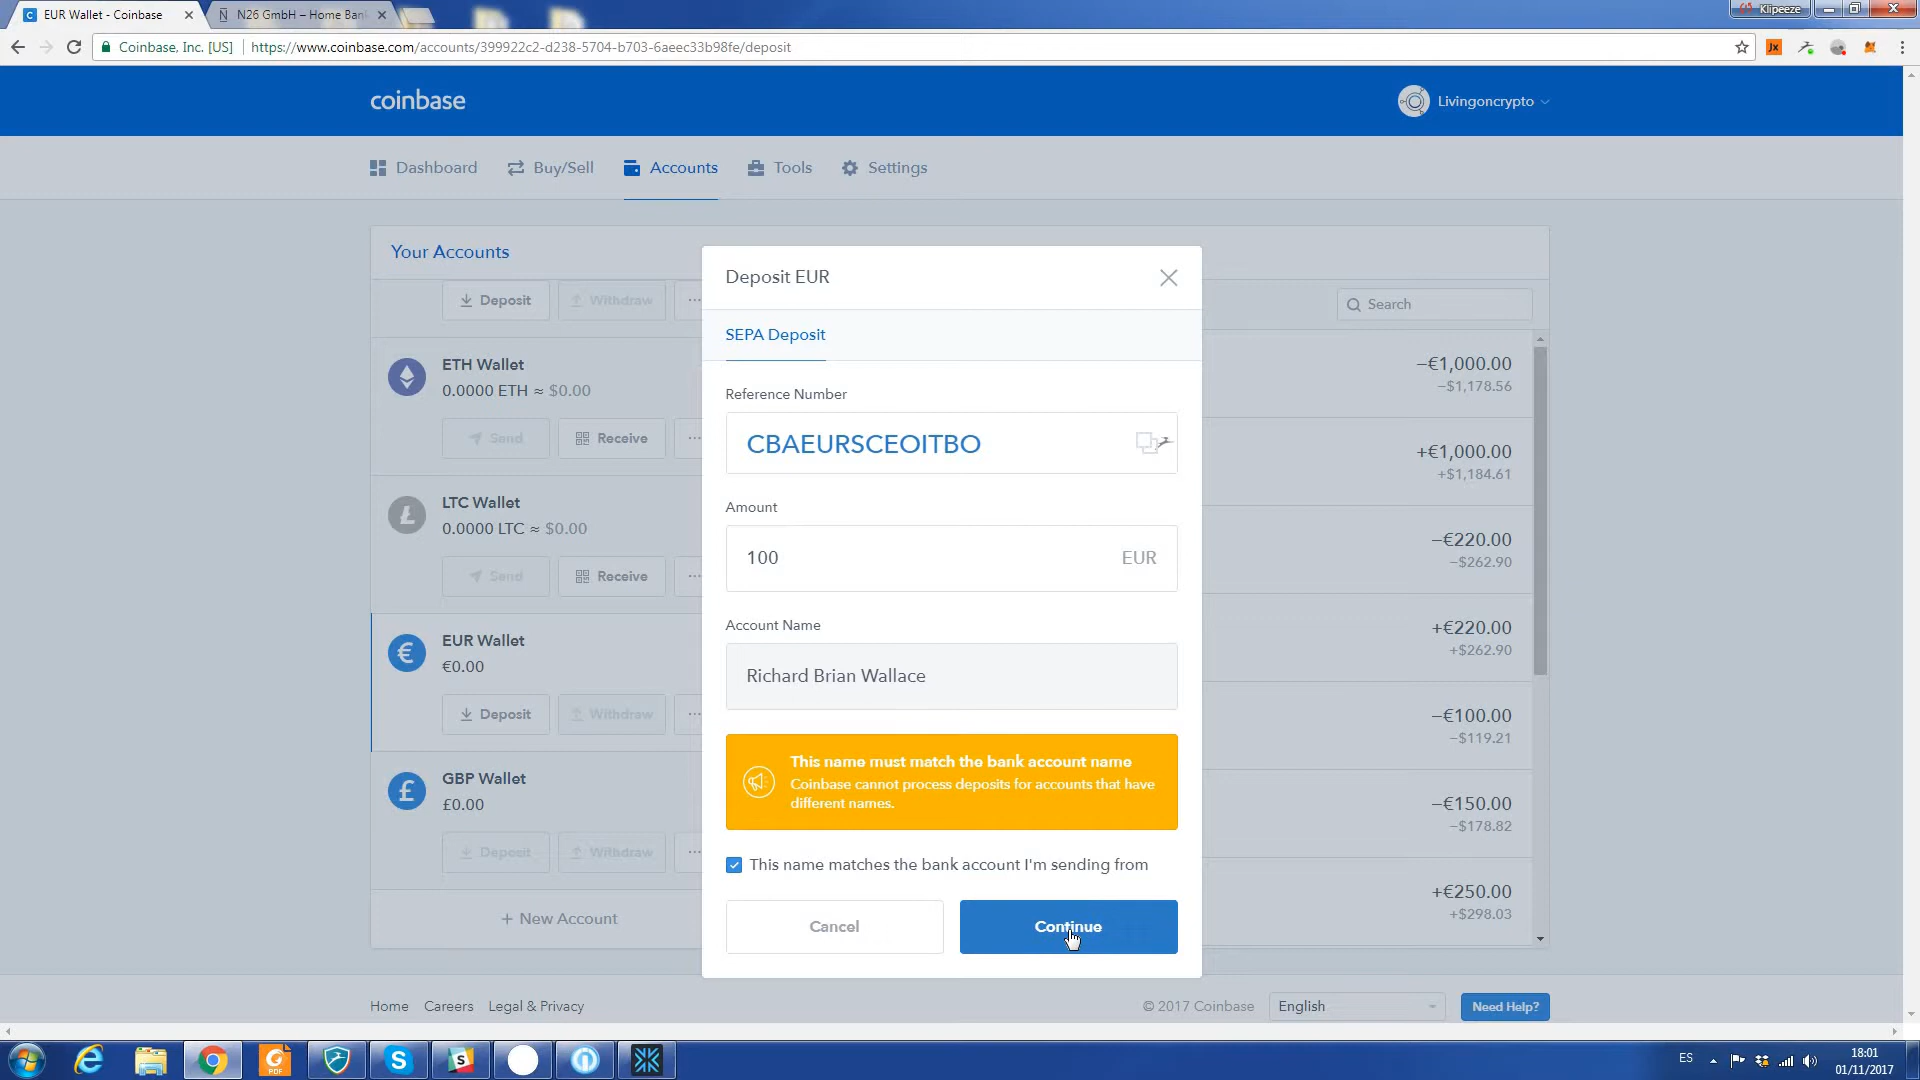 EUR Wallet - Coinbase
N26 GmbH – Home Ban
Klipeeze
Coinbase, Inc. [US]
https://www.coinbase.com/accounts/399922c2-d238-5704-b703-6aeec33b98fe/deposit
coinbase
Livingoncrypto
Dashboard
Buy/Sell
Accounts
Tools
Settings
Your Accounts
Deposit
Withdraw
Search
ETH Wallet
0.0000 ETH ≈ $0.00
Send
Receive
LTC Wallet
0.0000 LTC ≈ $0.00
Send
Receive
EUR Wallet
€0.00
Deposit
Withdraw
GBP Wallet
£0.00
Deposit
Withdraw
+ New Account
Deposit EUR
SEPA Deposit
Reference Number
CBAEURSCEOITBO
Amount
100 EUR
Account Name
Richard Brian Wallace
This name must match the bank account name
Coinbase cannot process deposits for accounts that have
different names.
This name matches the bank account I'm sending from
Cancel
Continue
−€1,000.00
−$1,178.56
+€1,000.00
+$1,184.61
−€220.00
−$262.90
+€220.00
+$262.90
−€100.00
−$119.21
−€150.00
−$178.82
+€250.00
+$298.03
Home
Careers
Legal & Privacy
© 2017 Coinbase
English
Need Help?
PDF
ES
18:01
01/11/2017